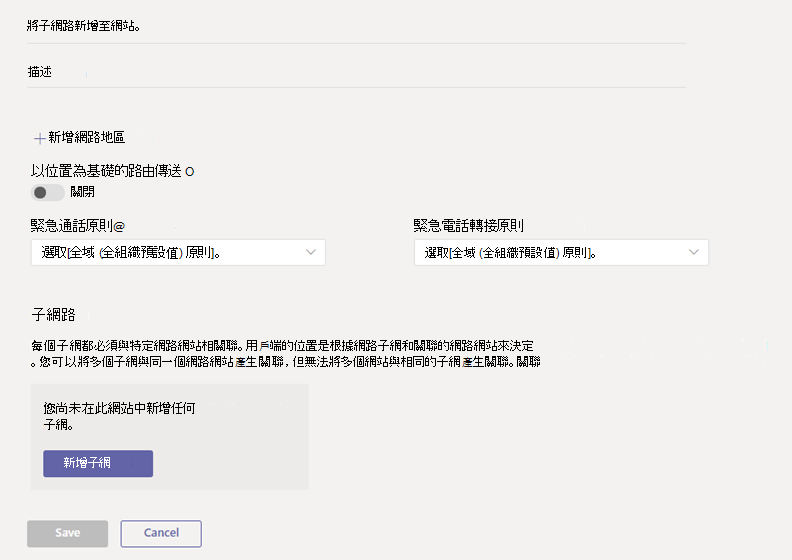 將子網路新增至網站。
描述
+新增網路地區
以位置為基礎的路由傳送 O
關閉
緊急通話原則@ 緊急電話轉接原則
選取[全域 (全組織預設值) 原則]。 選取[全域 (全組織預設值) 原則]。
子網路
每個子網都必須與特定網路網站相關聯。用戶端的位置是根據網路子網和關聯的網路網站來決定
。您可以將多個子網與同一個網路網站產生關聯，但無法將多個網站與相同的子網產生關聯。關聯
您尚未在此網站中新增任何
子網。
新增子網
Save Cancel